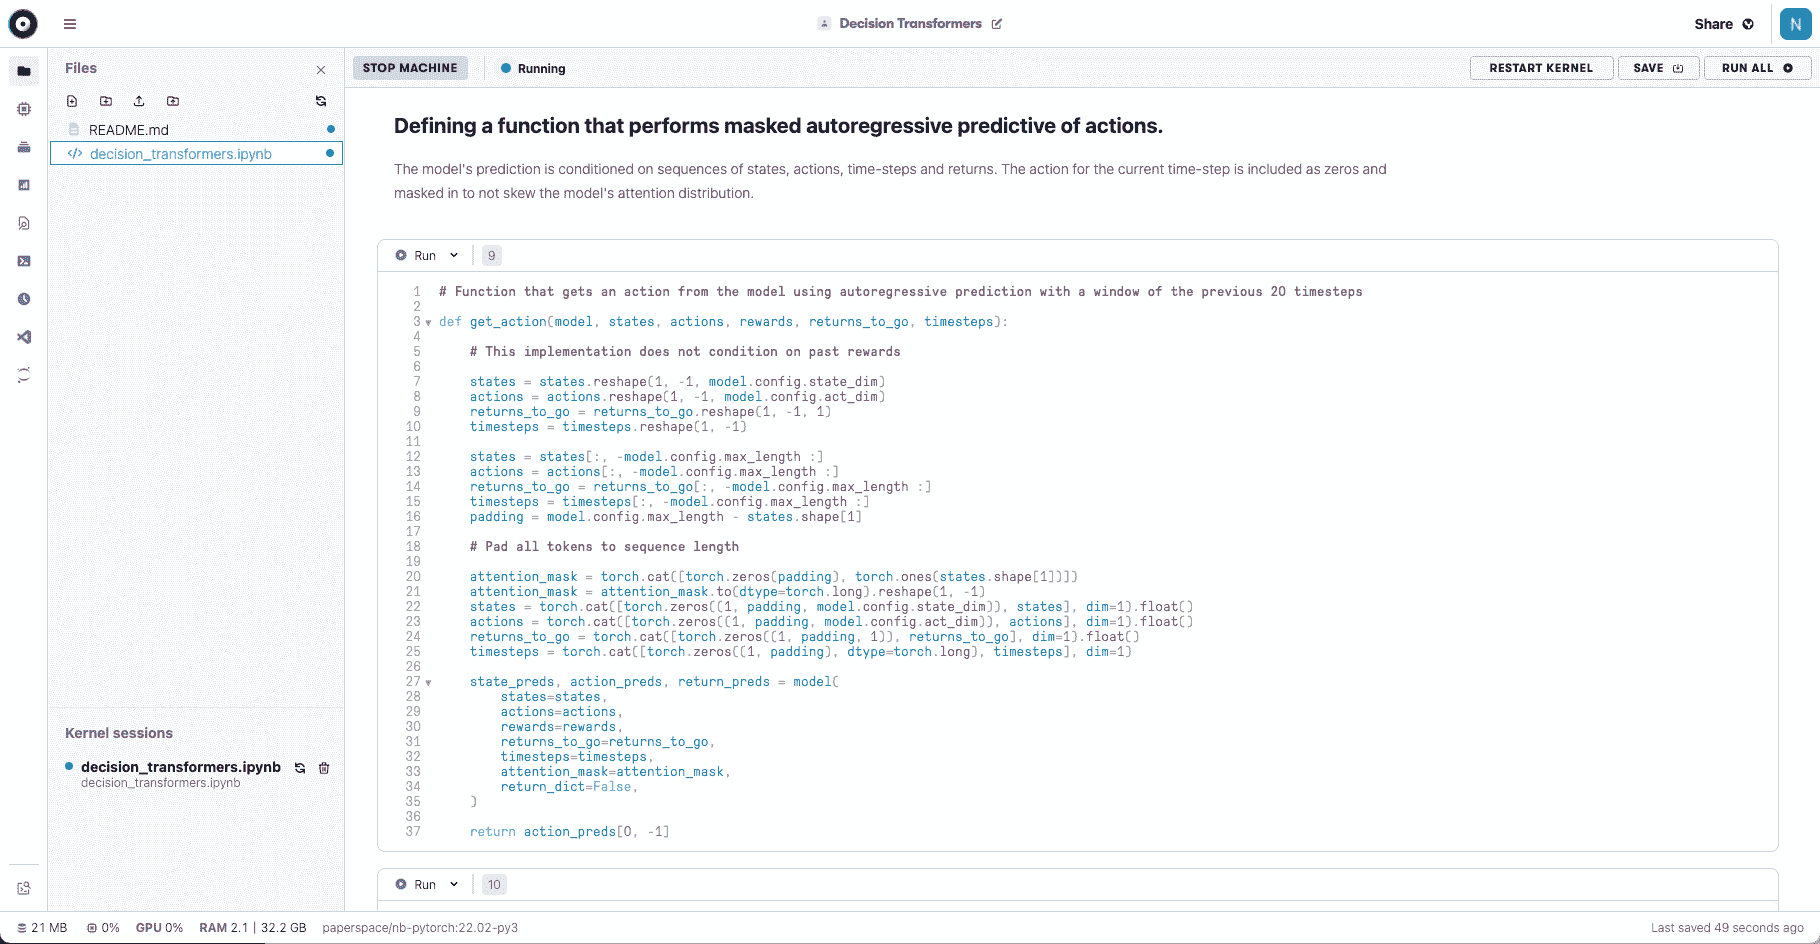 Decision Transformers
Share
N
Files
STOP MACHINE
Running
RESTART KERNEL
SAVE
RUN ALL
README.md
decision_transformers.ipynb
Defining a function that performs masked autoregressive predictive of actions.
The model's prediction is conditioned on sequences of states, actions, time-steps and returns. The action for the current time-step is included as zeros and
masked in to not skew the model's attention distribution.
Run 9
1 # Function that gets an action from the model using autoregressive prediction with a window of the previous 20 timesteps
2
3 def get_action(model, states, actions, rewards, returns_to_go, timesteps):
4
5 # This implementation does not condition on past rewards
6
7 states = states.reshape(1, -1, model.config.state_dim)
8 actions = actions.reshape(1, -1, model.config.act_dim)
9 returns_to_go = returns_to_go.reshape(1, -1, 1)
10 timesteps = timesteps.reshape(1, -1)
11
12 states = states[:, -model.config.max_length :]
13 actions = actions[:, -model.config.max_length :]
14 returns_to_go = returns_to_go[:, -model.config.max_length :]
15 timesteps = timesteps[:, -model.config.max_length :]
16 padding = model.config.max_length - states.shape[1]
17
18 # Pad all tokens to sequence length
19
20 attention_mask = torch.cat([torch.zeros(padding), torch.ones(states.shape[1])])
21 attention_mask = attention_mask.to(dtype=torch.long).reshape(1, -1)
22 states = torch.cat([torch.zeros((1, padding, model.config.state_dim)), states], dim=1).float()
23 actions = torch.cat([torch.zeros((1, padding, model.config.act_dim)), actions], dim=1).float()
24 returns_to_go = torch.cat([torch.zeros((1, padding, 1)), returns_to_go], dim=1).float()
25 timesteps = torch.cat([torch.zeros((1, padding), dtype=torch.long), timesteps], dim=1)
26
27 state_preds, action_preds, return_preds = model(
28 states=states,
29 actions=actions,
30 rewards=rewards,
31 returns_to_go=returns_to_go,
32 timesteps=timesteps,
33 attention_mask=attention_mask,
34 return_dict=False,
35 )
36
37 return action_preds[0, -1]
Kernel sessions
decision_transformers.ipynb
decision_transformers.ipynb
Run 10
21 MB 0% GPU 0% RAM 2.1 | 32.2 GB paperspace/nb-pytorch:22.02-py3
Last saved 49 seconds ago